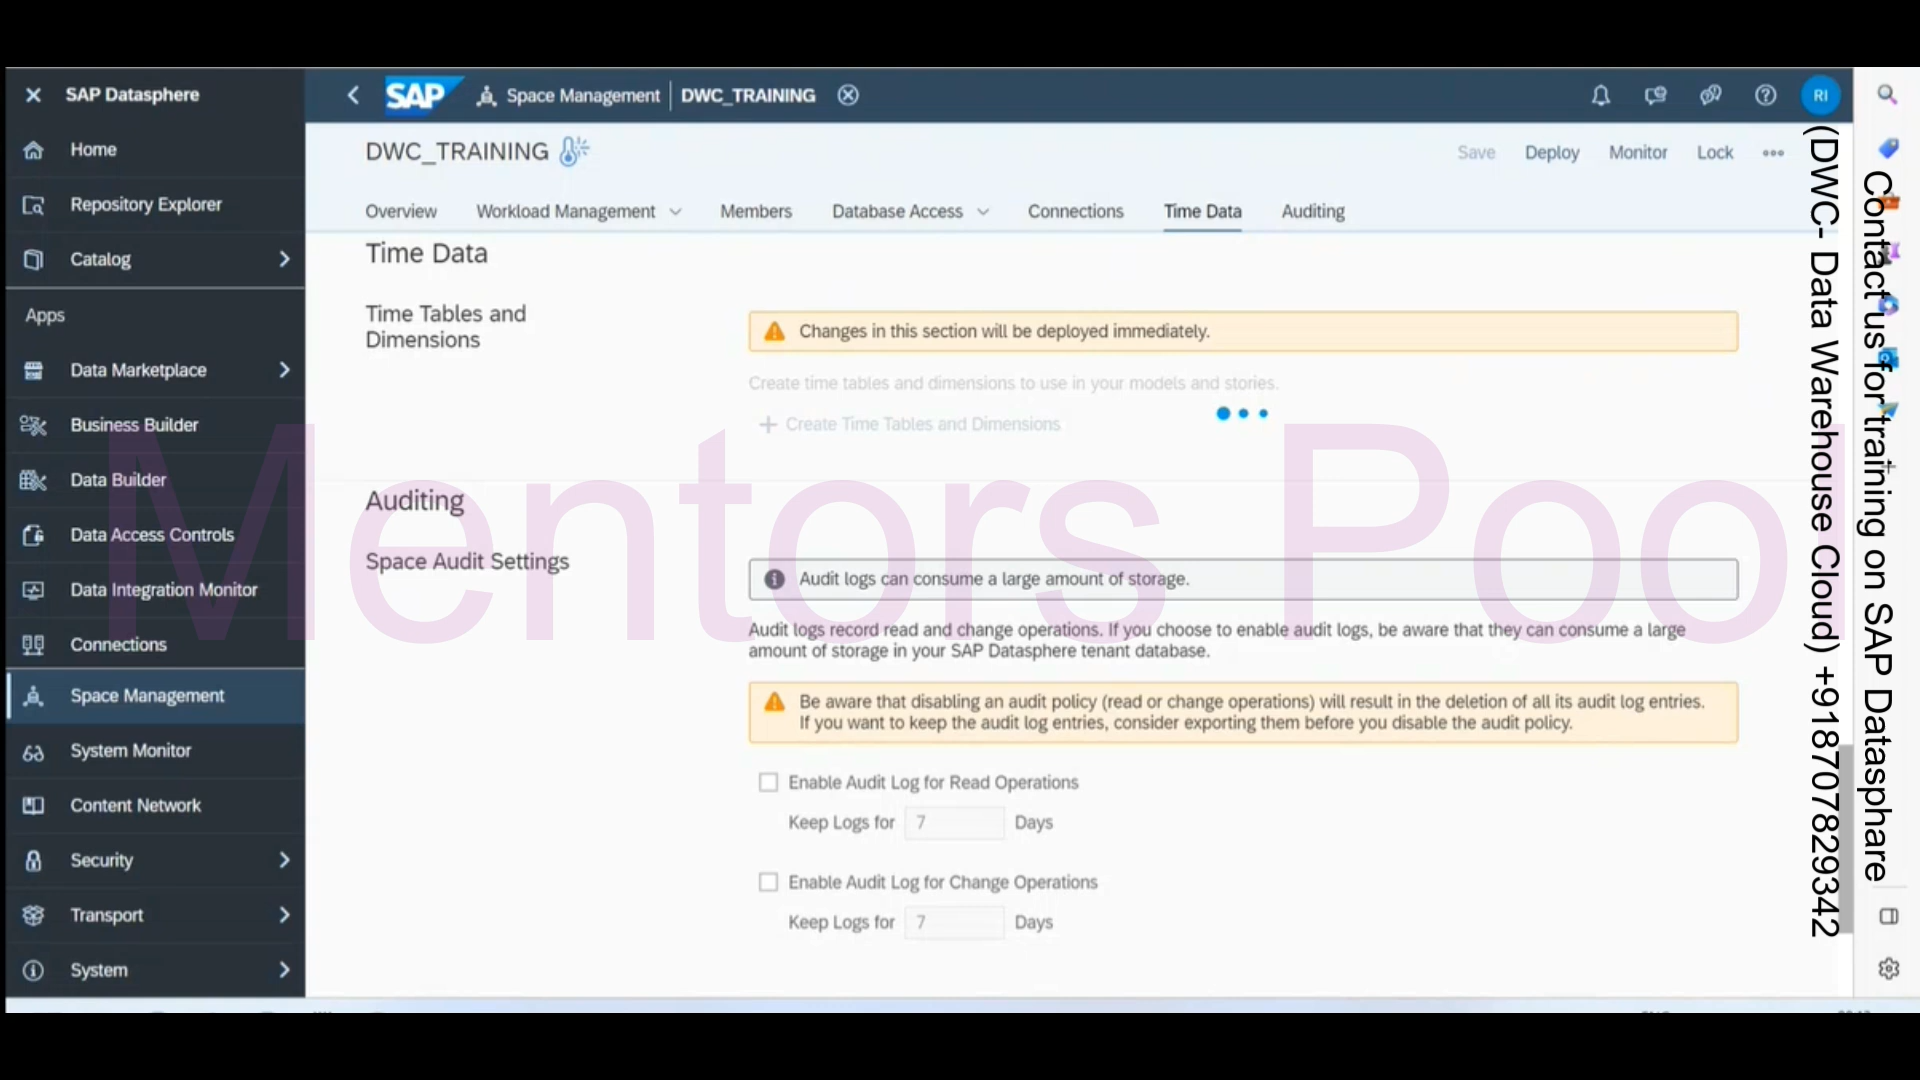 SAP Datasphere
Home
Repository Explorer
Catalog
Apps
Data Marketplace
Business Builder
Data Builder
Data Access Controls
Data Integration Monitor
Connections
Space Management
System Monitor
Content Network
Security
Transport
System
SAP
Space Management
DWC_TRAINING
RI
DWC_TRAINING
Save
Deploy
Monitor
Lock
Overview
Workload Management
Members
Database Access
Connections
Time Data
Auditing
Time Data
Time Tables and
Dimensions
Changes in this section will be deployed immediately.
Create time tables and dimensions to use in your models and stories.
Create Time Tables and Dimensions
Auditing
Space Audit Settings
Audit logs can consume a large amount of storage.
Audit logs record read and change operations. If you choose to enable audit logs, be aware that they can consume a large
amount of storage in your SAP Datasphere tenant database.
Be aware that disabling an audit policy (read or change operations) will result in the deletion of all its audit log entries.
If you want to keep the audit log entries, consider exporting them before you disable the audit policy.
Enable Audit Log for Read Operations
Keep Logs for 7 Days
Enable Audit Log for Change Operations
Keep Logs for 7 Days
Mentors Pool
Contact us for training on SAP Datasphare
(DWC- Data Warehouse Cloud) +918707829342